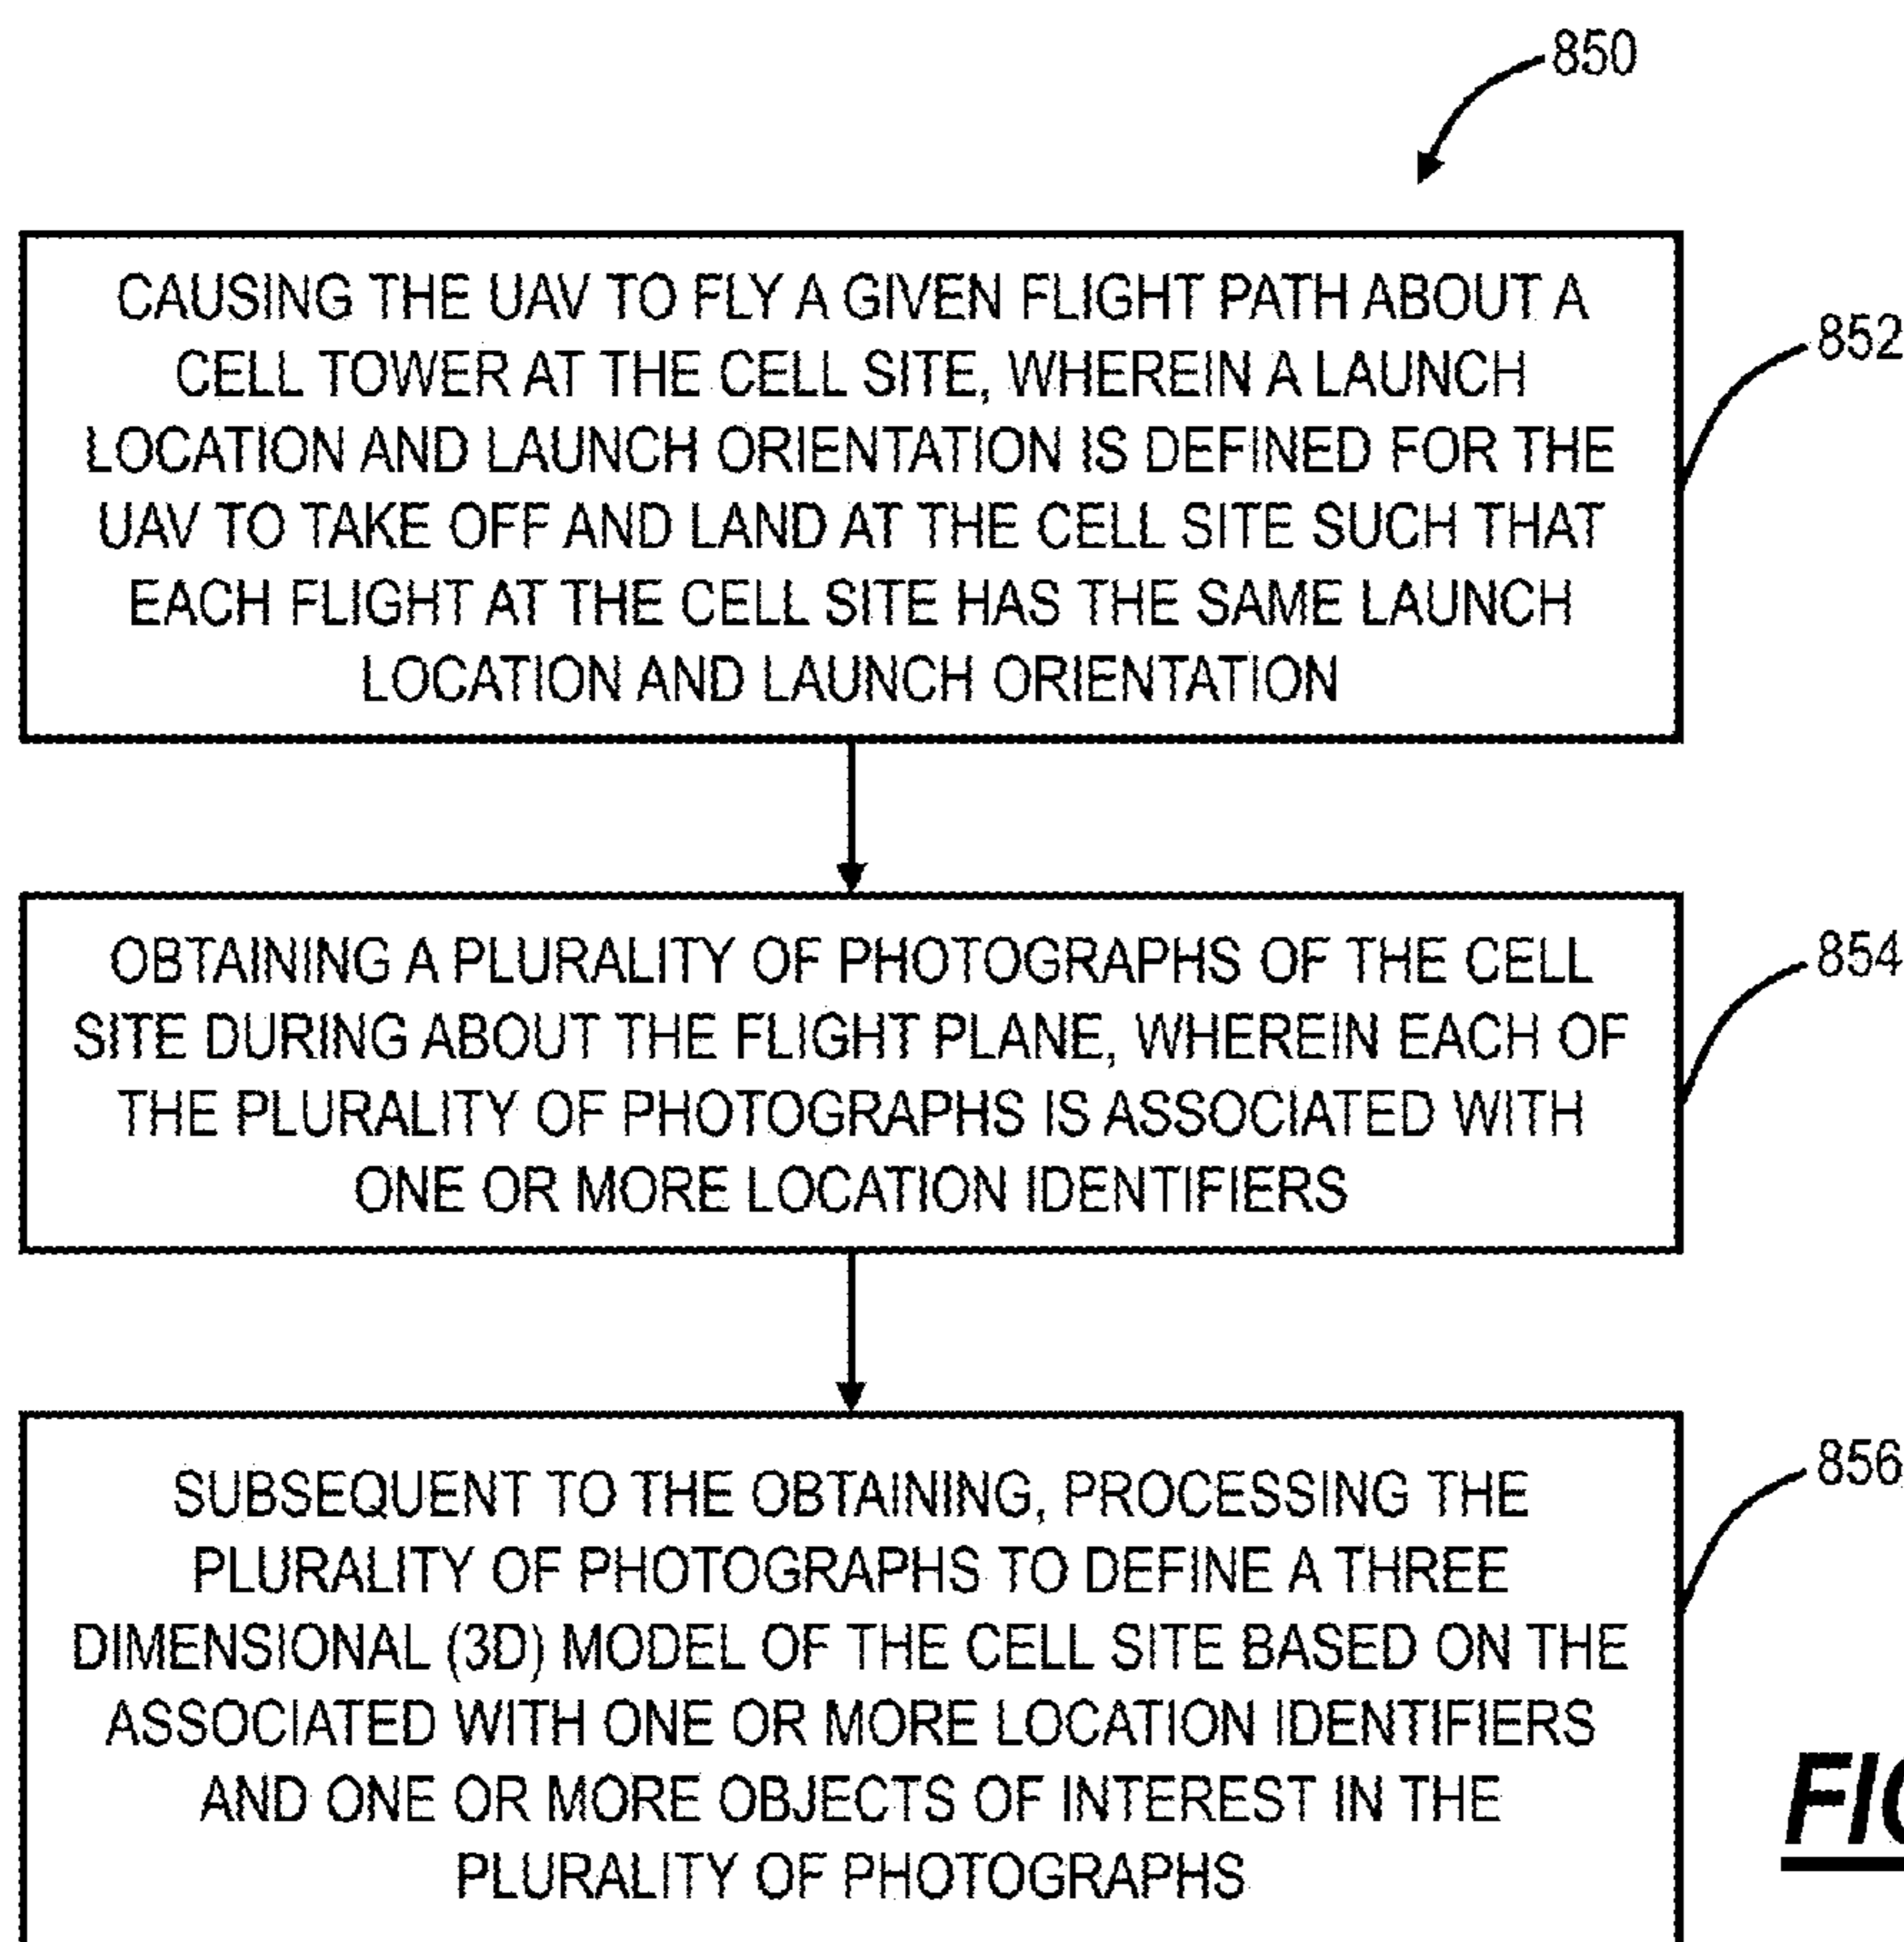 850
CAUSING THE UAV TO FLY A GIVEN FLIGHT PATH ABOUT A
CELL TOWER AT THE CELL SITE, WHEREIN A LAUNCH
LOCATION AND LAUNCH ORIENTATION IS DEFINED FOR THE
UAV TO TAKE OFF AND LAND AT THE CELL SITE SUCH THAT
EACH FLIGHT AT THE CELL SITE HAS THE SAME LAUNCH
LOCATION AND LAUNCH ORIENTATION
852
OBTAINING A PLURALITY OF PHOTOGRAPHS OF THE CELL
SITE DURING ABOUT THE FLIGHT PLANE, WHEREIN EACH OF
THE PLURALITY OF PHOTOGRAPHS IS ASSOCIATED WITH
ONE OR MORE LOCATION IDENTIFIERS
854
SUBSEQUENT TO THE OBTAINING, PROCESSING THE
PLURALITY OF PHOTOGRAPHS TO DEFINE A THREE
DIMENSIONAL (3D) MODEL OF THE CELL SITE BASED ON THE
ASSOCIATED WITH ONE OR MORE LOCATION IDENTIFIERS
AND ONE OR MORE OBJECTS OF INTEREST IN THE
PLURALITY OF PHOTOGRAPHS
856